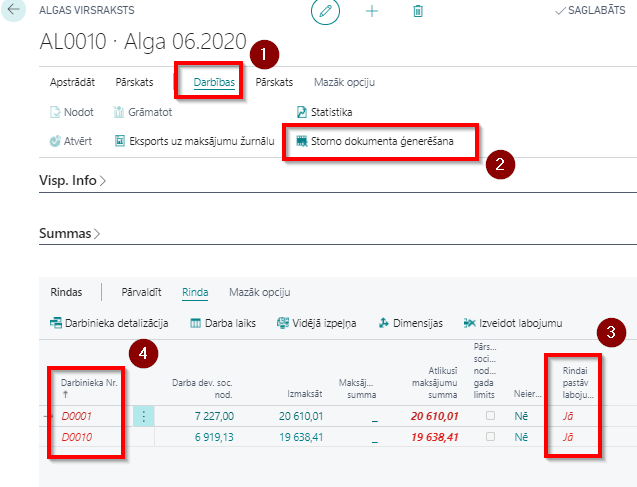 ALGAS VIRSRAKSTS
SAGLABĀTS
AL0010 · Alga 06.2020
1
Apstrādāt Pārskats Darbības Pārskats Mazāk opciju
Nodot Grāmatot Statistika
Atvērt Eksports uz maksājumu žurnālu Storno dokumenta ģenerēšana
2
Visp. Info
Summas
Rindas Pārvaldīt Rinda Mazāk opciju
Darbinieka detalizācija Darba laiks Vidējā izpeļņa Dimensijas Izveidot labojumu
3
4
Darbinieka Nr. ↑
Darba dev. soc. nod.
Izmaksāt
Maksāj... summa
Atlikusī maksājumu summa
Pārs... soci... nod... gada limits
Neier...
Rindai pastāv laboju...
D0001 7 227,00 20 610,01 _ 20 610,01 Nē Jā
D0010 6 919,13 19 638,41 _ 19 638,41 Nē Jā